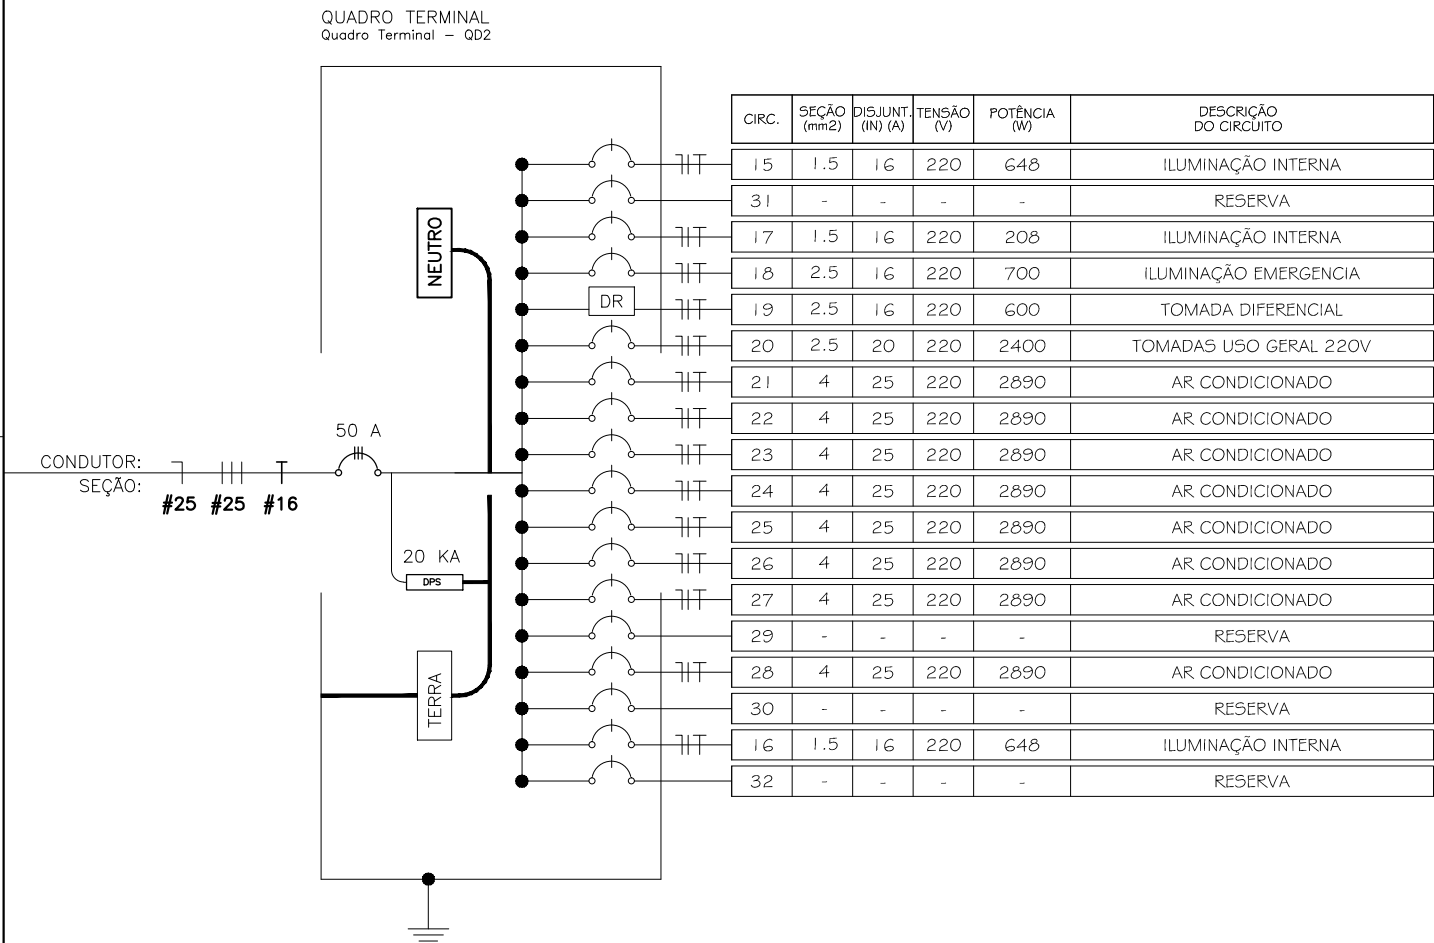 QUADRO TERMINAL
Quadro Terminal - QD2
CIRC. SEÇÃO (mm2) DISJUNT. (IN) (A) TENSÃO (V) POTÊNCIA (W) DESCRIÇÃO DO CIRCUITO
15 1.5 16 220 648 ILUMINAÇÃO INTERNA
31 - - - - RESERVA
17 1.5 16 220 208 ILUMINAÇÃO INTERNA
18 2.5 16 220 700 ILUMINAÇÃO EMERGENCIA
DR
19 2.5 16 220 600 TOMADA DIFERENCIAL
20 2.5 20 220 2400 TOMADAS USO GERAL 220V
21 4 25 220 2890 AR CONDICIONADO
22 4 25 220 2890 AR CONDICIONADO
23 4 25 220 2890 AR CONDICIONADO
24 4 25 220 2890 AR CONDICIONADO
25 4 25 220 2890 AR CONDICIONADO
26 4 25 220 2890 AR CONDICIONADO
27 4 25 220 2890 AR CONDICIONADO
29 - - - - RESERVA
28 4 25 220 2890 AR CONDICIONADO
30 - - - - RESERVA
16 1.5 16 220 648 ILUMINAÇÃO INTERNA
32 - - - - RESERVA
NEUTRO
50 A
CONDUTOR:
SEÇÃO:
#25 #25 #16
20 KA
DPS
TERRA